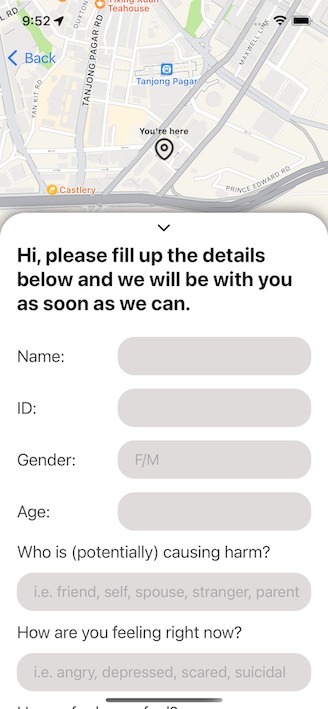 9:52
Yixing Xuan
Teahouse
DUXTON
L RD
TANJONG PAGAR RD
MAXWELL LINK
Back
YAN KIT RD
Tanjong Pagar
You're here
Castlery
PRINCE EDWARD RD
Hi, please fill up the details
below and we will be with you
as soon as we can.
Name:
ID:
Gender: F/M
Age:
Who is (potentially) causing harm?
i.e. friend, self, spouse, stranger, parent
How are you feeling right now?
i.e. angry, depressed, scared, suicidal